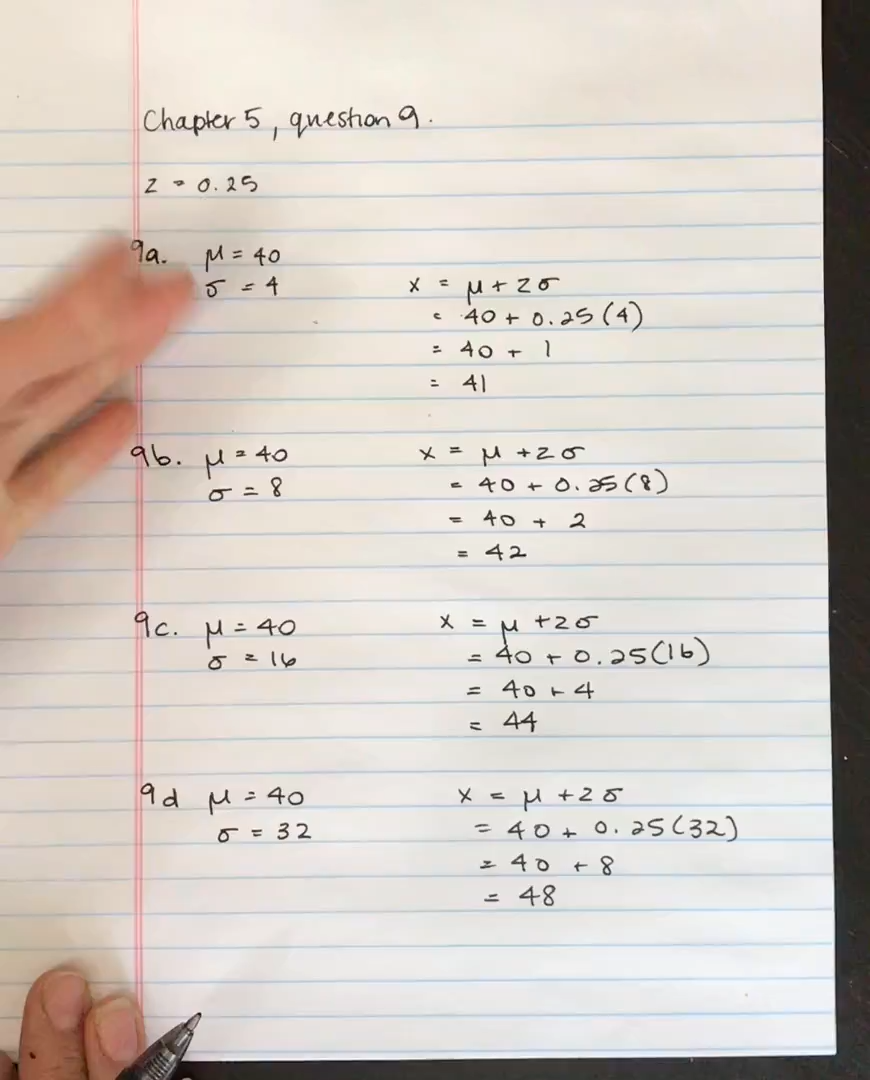 Chapter 5, question 9.
z = 0.25
9a. μ = 40
σ = 4
x = μ + zσ
= 40 + 0.25(4)
= 40 + 1
= 41
9b. μ = 40
σ = 8
x = μ + zσ
= 40 + 0.25(8)
= 40 + 2
= 42
9c. μ = 40
σ = 16
x = μ + zσ
= 40 + 0.25(16)
= 40 + 4
= 44
9d μ = 40
σ = 32
x = μ + zσ
= 40 + 0.25(32)
= 40 + 8
= 48